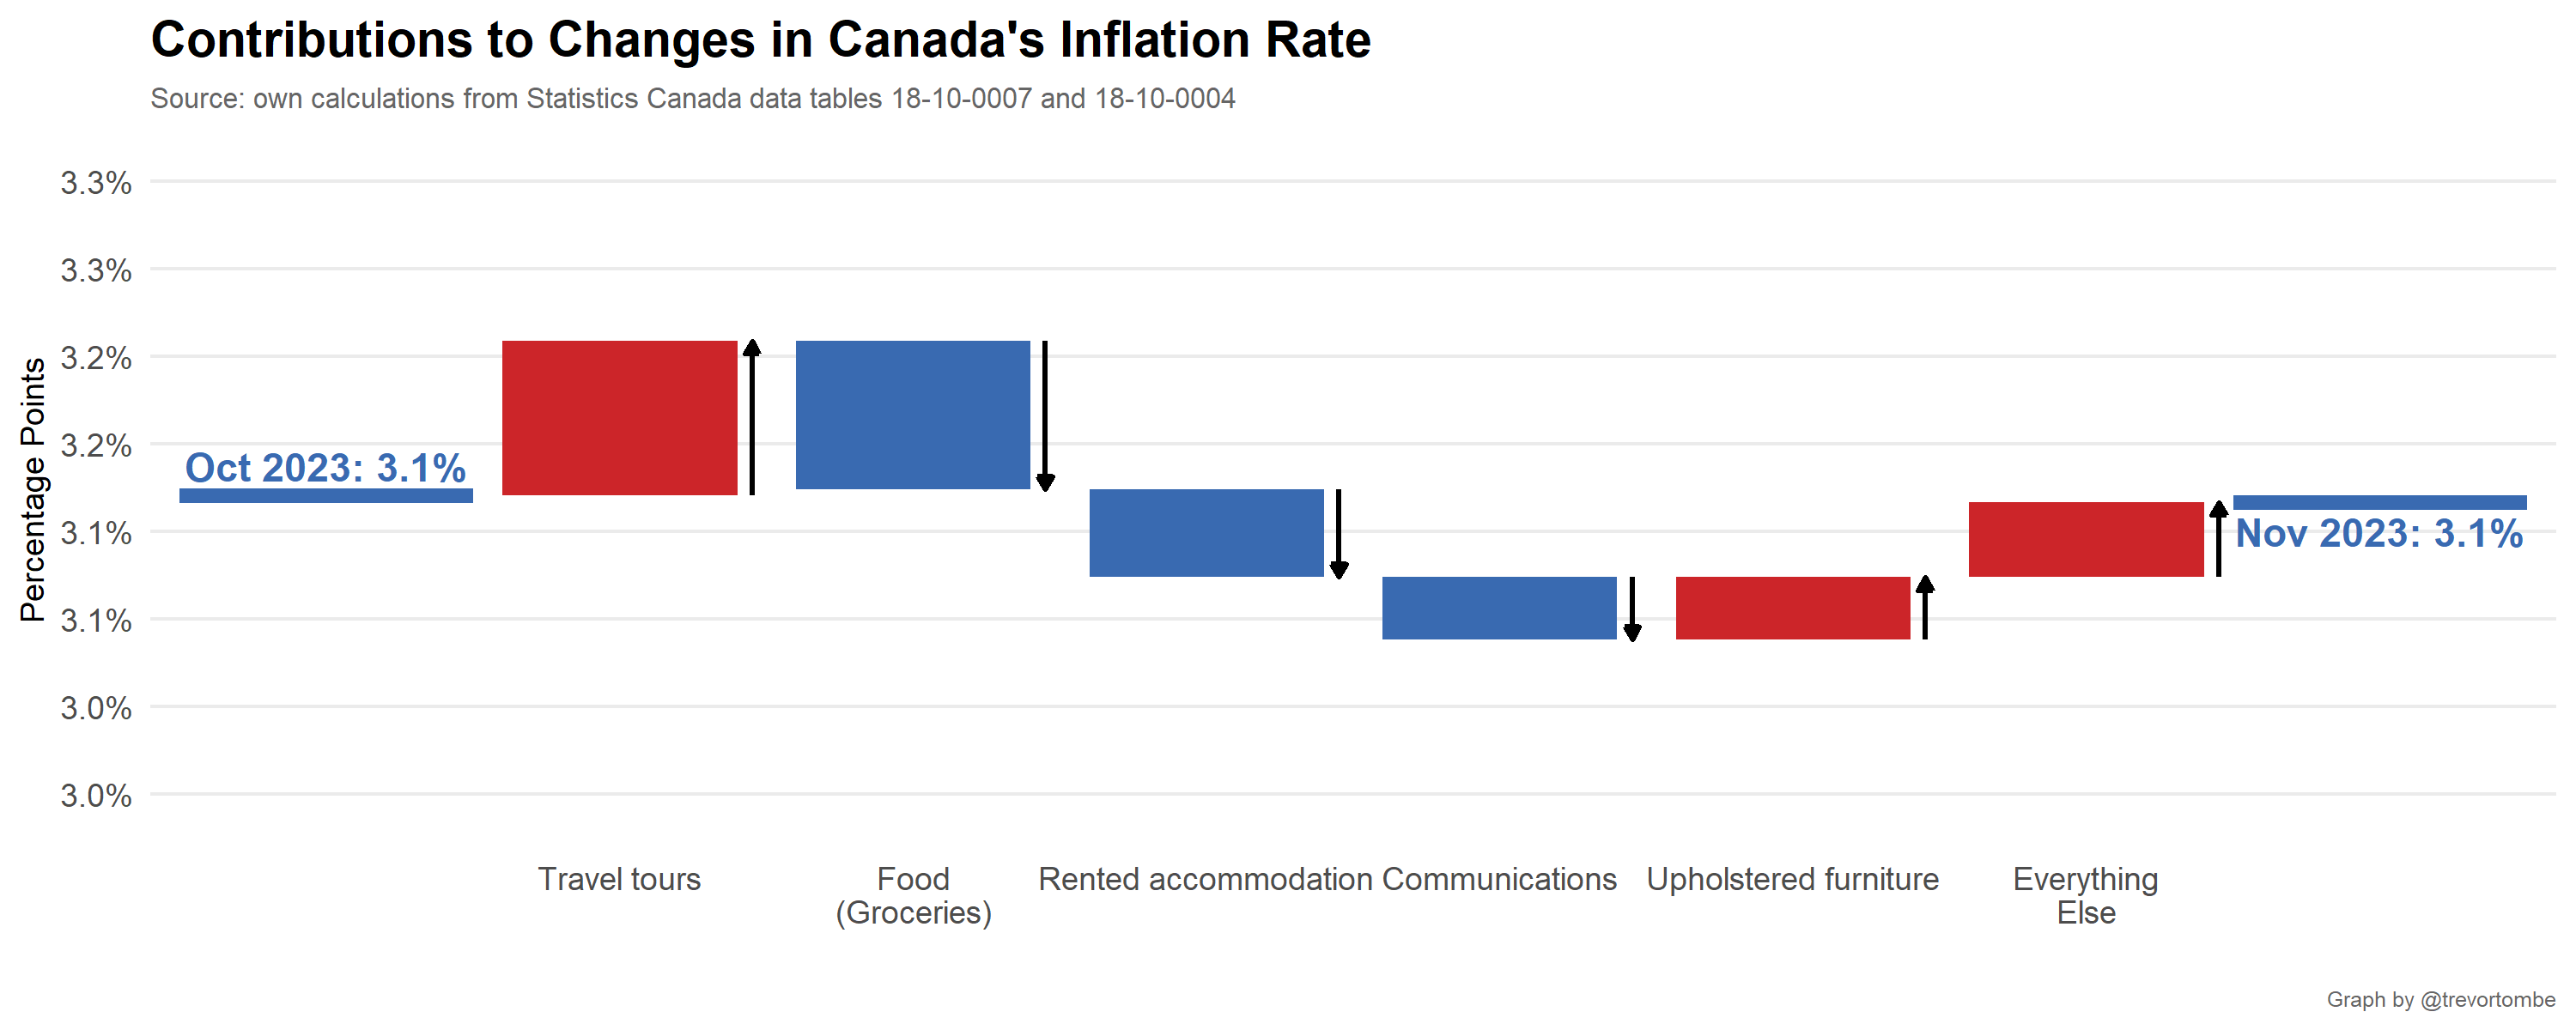 Contributions to Changes in Canada's Inflation Rate
Source: own calculations from Statistics Canada data tables 18-10-0007 and 18-10-0004
Percentage Points
3.3%
3.3%
3.2%
3.2%
3.1%
3.1%
3.0%
3.0%
Oct 2023: 3.1%
Nov 2023: 3.1%
Travel tours
Food
(Groceries)
Rented accommodation
Communications
Upholstered furniture
Everything
Else
Graph by @trevortombe